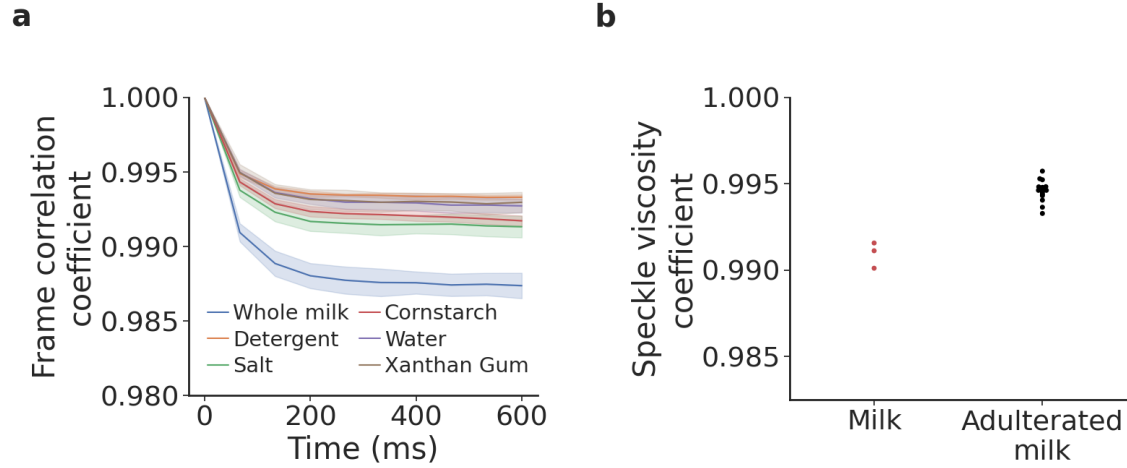 a
Frame correlation
coefficient
1.000
0.995
0.990
0.985
0.980
Whole milk
Detergent
Salt
Cornstarch
Water
Xanthan Gum
0
200
400
600
Time (ms)
b
Speckle viscosity
coefficient
1.000
0.995
0.990
0.985
Milk
Adulterated
milk